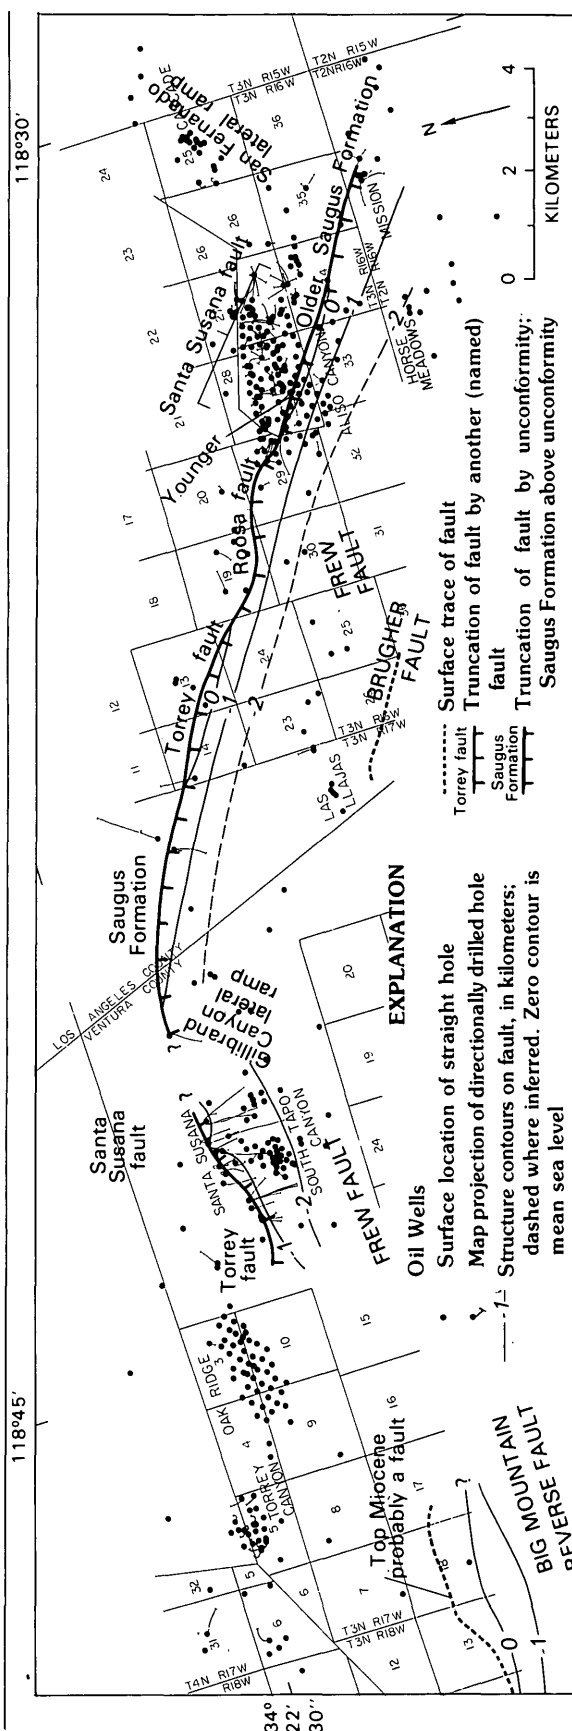 118°45'
118°30'
34°
22'
30"
LOS ANGELES COUNTY
VENTURA COUNTY
Santa
Susana
fault
Saugus
Formation
Torrey fault
Roosa fault
Younger
Santa Susana fault
Older Saugus Formation
San Fernanado
lateral ramp
CASCADE
T3N R15W
T3N R16W
T2N R15W
T2N R16W
MISSION
ALISO CANYON
T3N R16W
T2N R16W
HORSE
MEADOWS
FREW
FAULT
BRUGHER
FAULT
T3N R16W
T3N R17W
LAS
LLAJAS
Gillibrand
Canyon
lateral
ramp
SANTA SUSANA
SOUTH TAPO
CANYON
Torrey
fault
FREW FAULT
OAK RIDGE
TORREY
CANYON
T4N R17W
R18W
T3N R17W
T3N R18W
Top Miocene
probably a fault
BIG MOUNTAIN
REVERSE FAULT
N
0 2 4
KILOMETERS
EXPLANATION
Oil Wells
Surface location of straight hole
Map projection of directionally drilled hole
-1- Structure contours on fault, in kilometers;
dashed where inferred. Zero contour is
mean sea level
Surface trace of fault
Torrey fault Truncation of fault by another (named)
fault
Saugus
Formation Truncation of fault by unconformity;
Saugus Formation above unconformity